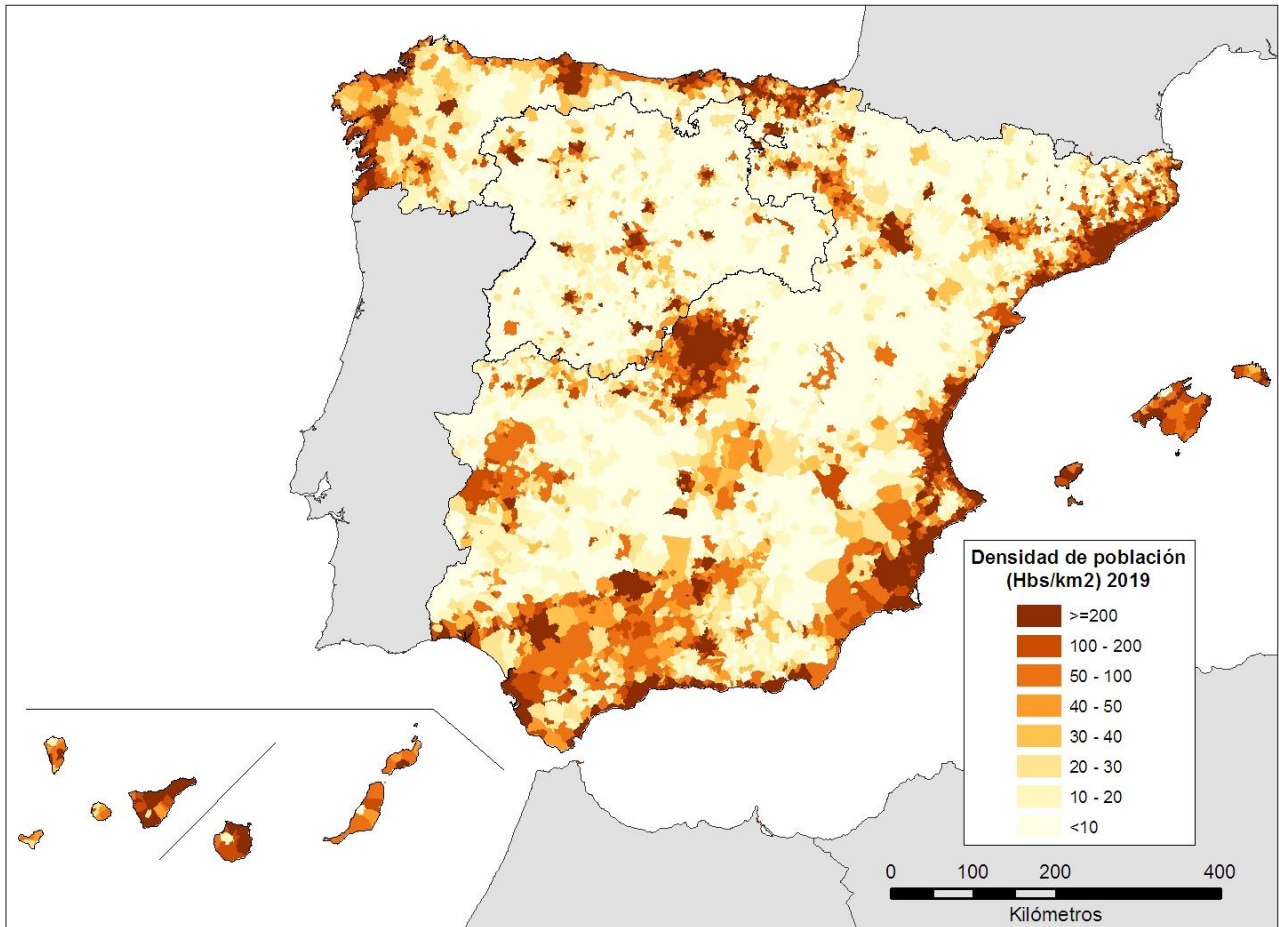 Densidad de población
(Hbs/km2) 2019
>=200
100 - 200
50 - 100
40 - 50
30 - 40
20 - 30
10 - 20
<10
0 100 200 400
Kilómetros